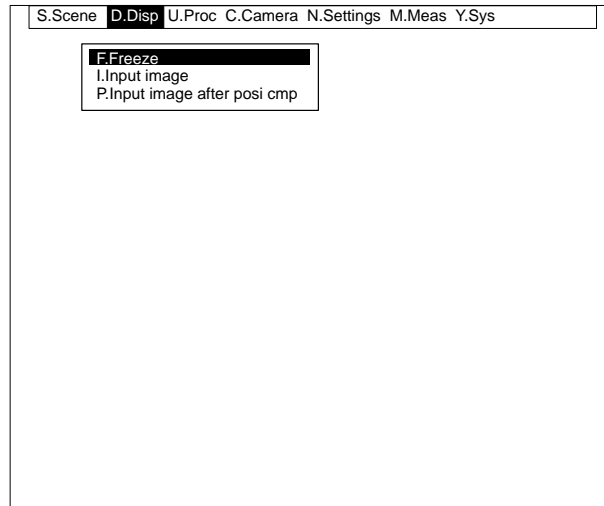 S.Scene D.Disp U.Proc C.Camera N.Settings M.Meas Y.Sys
F.Freeze
I.Input image
P.Input image after posi cmp